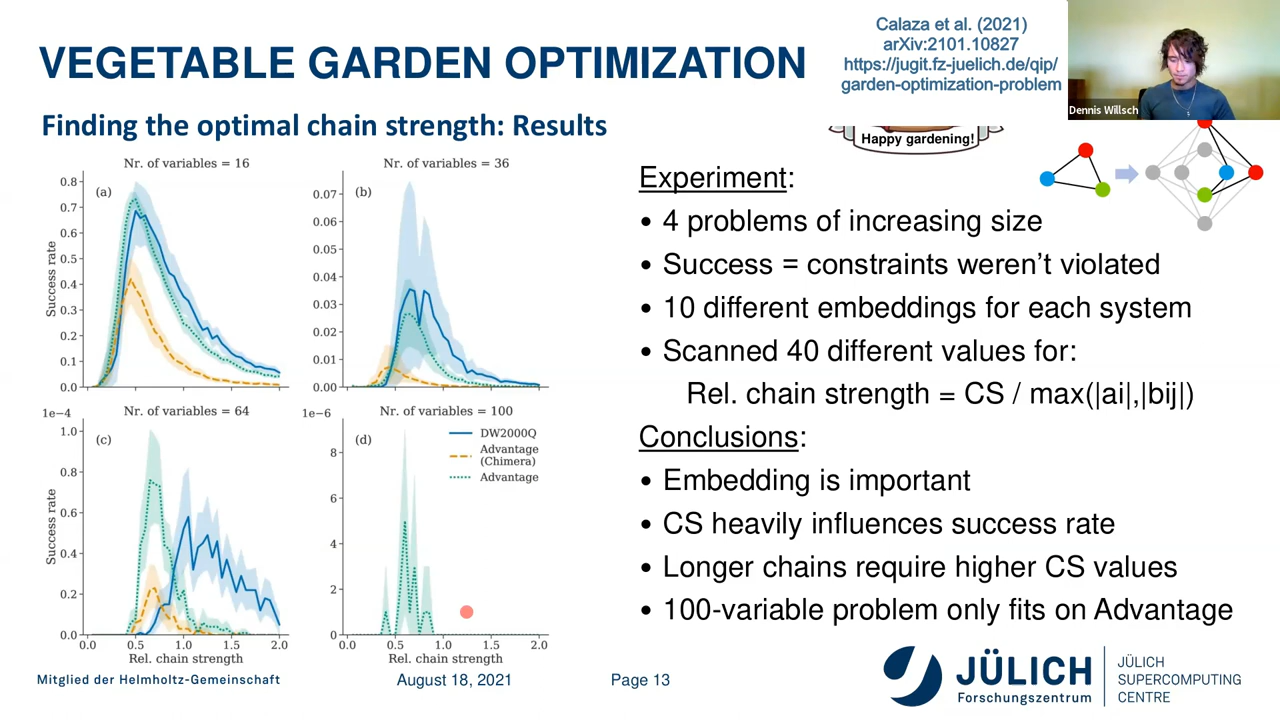 VEGETABLE GARDEN OPTIMIZATION
Calaza et al. (2021)
arXiv:2101.10827
https://jugit.fz-juelich.de/qip/
garden-optimization-problem
Dennis Willsch
Finding the optimal chain strength: Results
Happy gardening!
Nr. of variables = 16
(a)
Success rate
0.8
0.7
0.6
0.5
0.4
0.3
0.2
0.1
0.0
Nr. of variables = 36
(b)
0.07
0.06
0.05
0.04
0.03
0.02
0.01
0.00
1e−4
Nr. of variables = 64
(c)
Success rate
1.0
0.8
0.6
0.4
0.2
0.0
0.0 0.5 1.0 1.5 2.0
Rel. chain strength
1e−6
Nr. of variables = 100
(d)
DW2000Q
Advantage
(Chimera)
Advantage
8
6
4
2
0
0.0 0.5 1.0 1.5 2.0
Rel. chain strength
Experiment:
• 4 problems of increasing size
• Success = constraints weren't violated
• 10 different embeddings for each system
• Scanned 40 different values for:
Rel. chain strength = CS / max(|ai|,|bij|)
Conclusions:
• Embedding is important
• CS heavily influences success rate
• Longer chains require higher CS values
• 100-variable problem only fits on Advantage
Mitglied der Helmholtz-Gemeinschaft
August 18, 2021
Page 13
JÜLICH
Forschungszentrum
JÜLICH
SUPERCOMPUTING
CENTRE